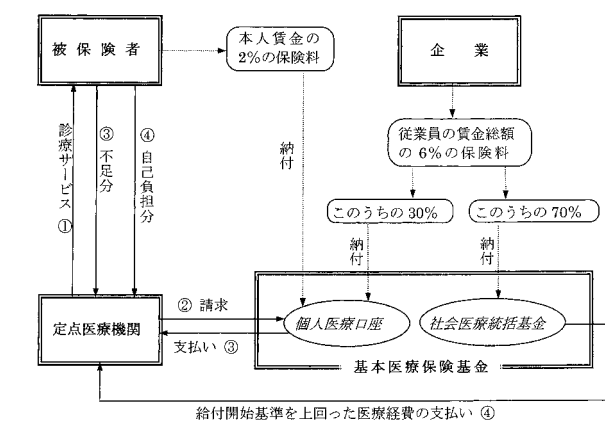 被保険者
本人賃金の
2%の保険料
企業
従業員の賃金総額
の6%の保険料
診療サービス ①
③ 不足分
④ 自己負担分
納付
このうちの30%
このうちの70%
納付
納付
定点医療機関
② 請求
支払い ③
個人医療口座
社会医療統括基金
基本医療保険基金
給付開始基準を上回った医療経費の支払い ④